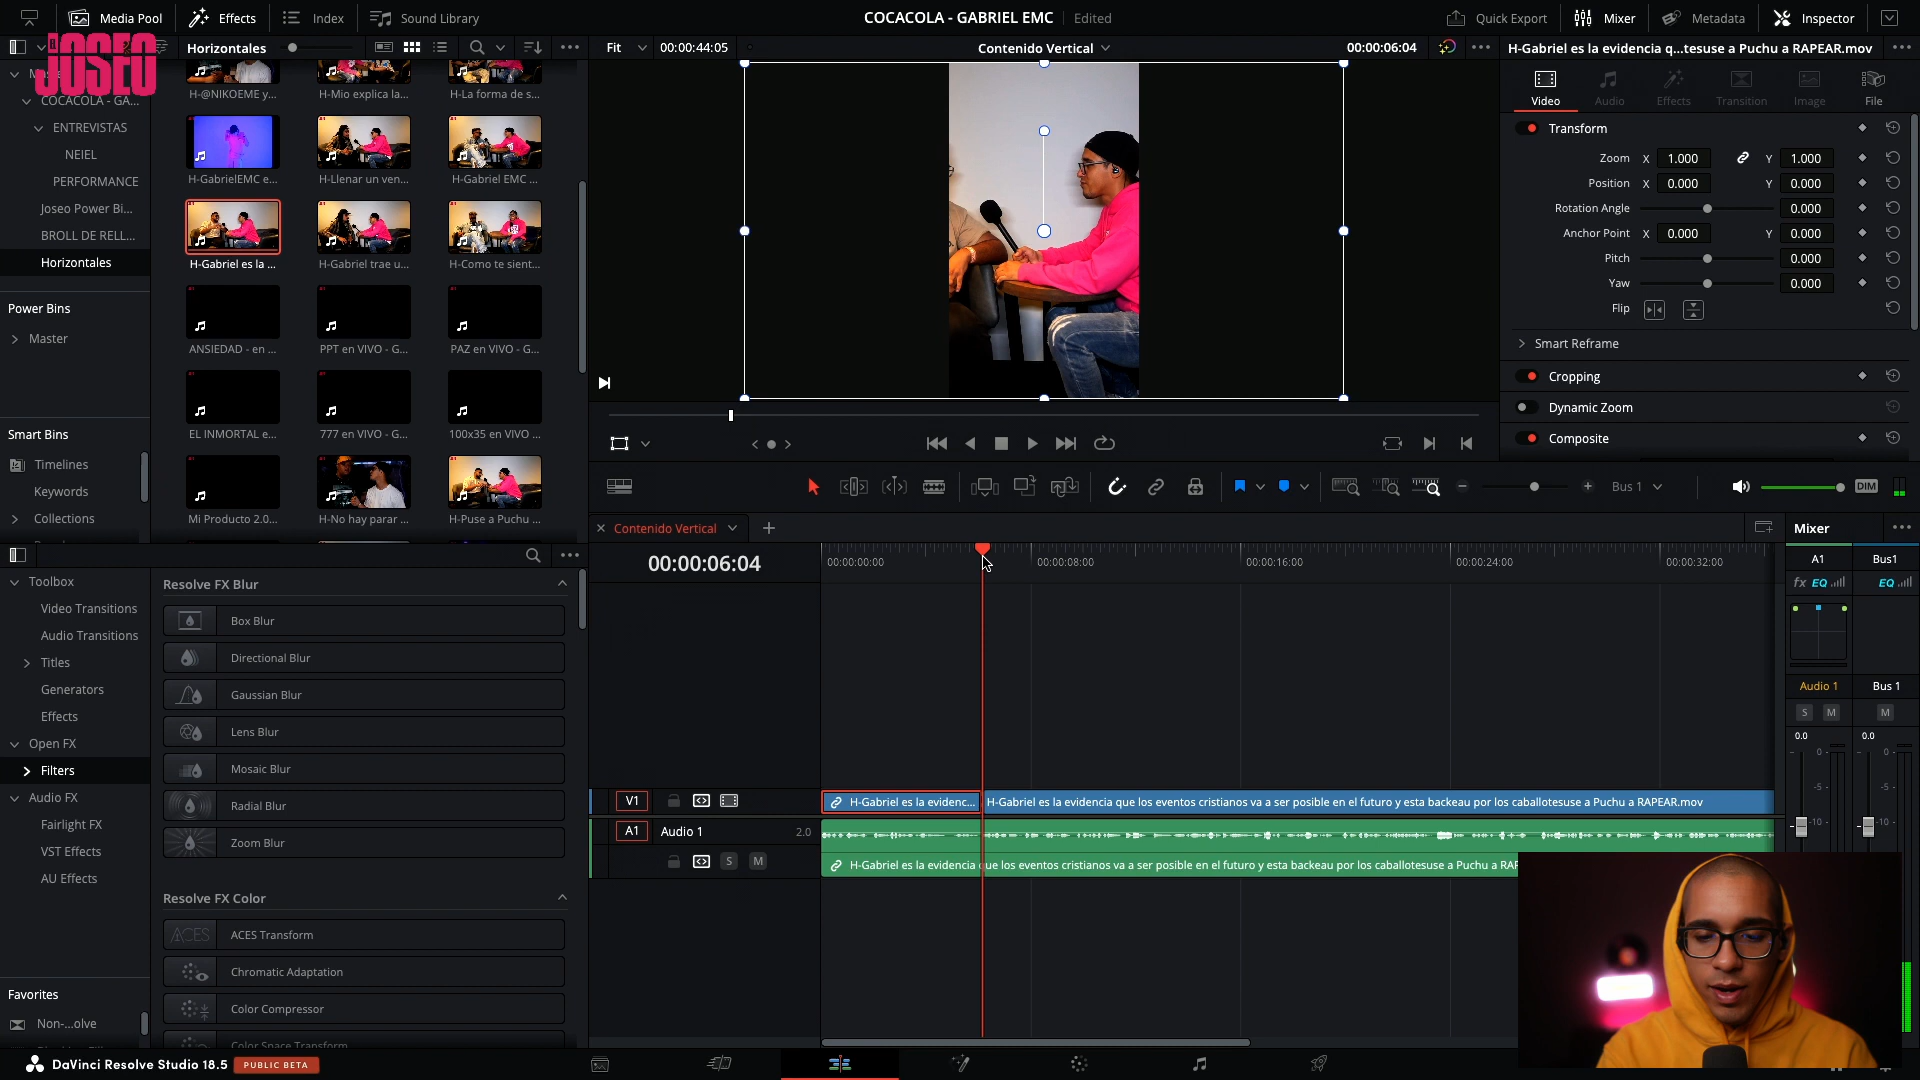 Media Pool
Effects
Index
Sound Library
COCACOLA - GABRIEL EMC
Edited
Quick Export
Mixer
Metadata
Inspector
JOSEO
Horizontales
Fit
00:00:44:05
Contenido Vertical
00:00:06:04
H-Gabriel es la evidencia q...tesuse a Puchu a RAPEAR.mov
COCACOLA - GA...
ENTREVISTAS
NEIEL
PERFORMANCE
Joseo Power Bi...
BROLL DE RELL...
Horizontales
Power Bins
Master
Smart Bins
Timelines
Keywords
Collections
H-@NIKOEME y...
H-Mio explica la...
H-La forma de s...
H-GabrielEMC e...
H-Llenar un ven...
H-Gabriel EMC ...
H-Gabriel es la ...
H-Gabriel trae u...
H-Como te sient...
ANSIEDAD - en ...
PPT en VIVO - G...
PAZ en VIVO - G...
EL INMORTAL e...
777 en VIVO - G...
100x35 en VIVO ...
Mi Producto 2.0...
H-No hay parar ...
H-Puse a Puchu ...
Video
Audio
Effects
Transition
Image
File
Transform
Zoom X 1.000 Y 1.000
Position X 0.000 Y 0.000
Rotation Angle 0.000
Anchor Point X 0.000 Y 0.000
Pitch 0.000
Yaw 0.000
Flip
Smart Reframe
Cropping
Dynamic Zoom
Composite
Bus 1
DIM
Toolbox
Video Transitions
Audio Transitions
Titles
Generators
Effects
Open FX
Filters
Audio FX
Fairlight FX
VST Effects
AU Effects
Favorites
Non-...olve
Resolve FX Blur
Box Blur
Directional Blur
Gaussian Blur
Lens Blur
Mosaic Blur
Radial Blur
Zoom Blur
Resolve FX Color
ACES Transform
Chromatic Adaptation
Color Compressor
Color Space Transform
Contenido Vertical
00:00:06:04
00:00:00:00
00:00:08:00
00:00:16:00
00:00:24:00
00:00:32:00
V1
H-Gabriel es la evidenc...
H-Gabriel es la evidencia que los eventos cristianos va a ser posible en el futuro y esta backeau por los caballotesuse a Puchu a RAPEAR.mov
A1
Audio 1
2.0
S
M
H-Gabriel es la evidencia que los eventos cristianos va a ser posible en el futuro y esta backeau por los caballotesuse a Puchu a RAP
Mixer
A1
Bus1
fx EQ
EQ
Audio 1
Bus 1
S
M
M
0.0
0.0
0
0
-5
-5
-10
-10
DaVinci Resolve Studio 18.5
PUBLIC BETA